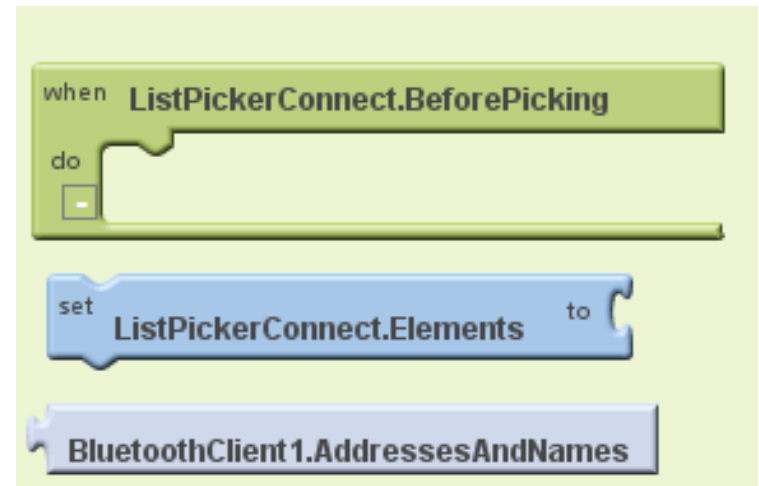 when ListPickerConnect.BeforePicking
do
-
set ListPickerConnect.Elements to
BluetoothClient1.AddressesAndNames